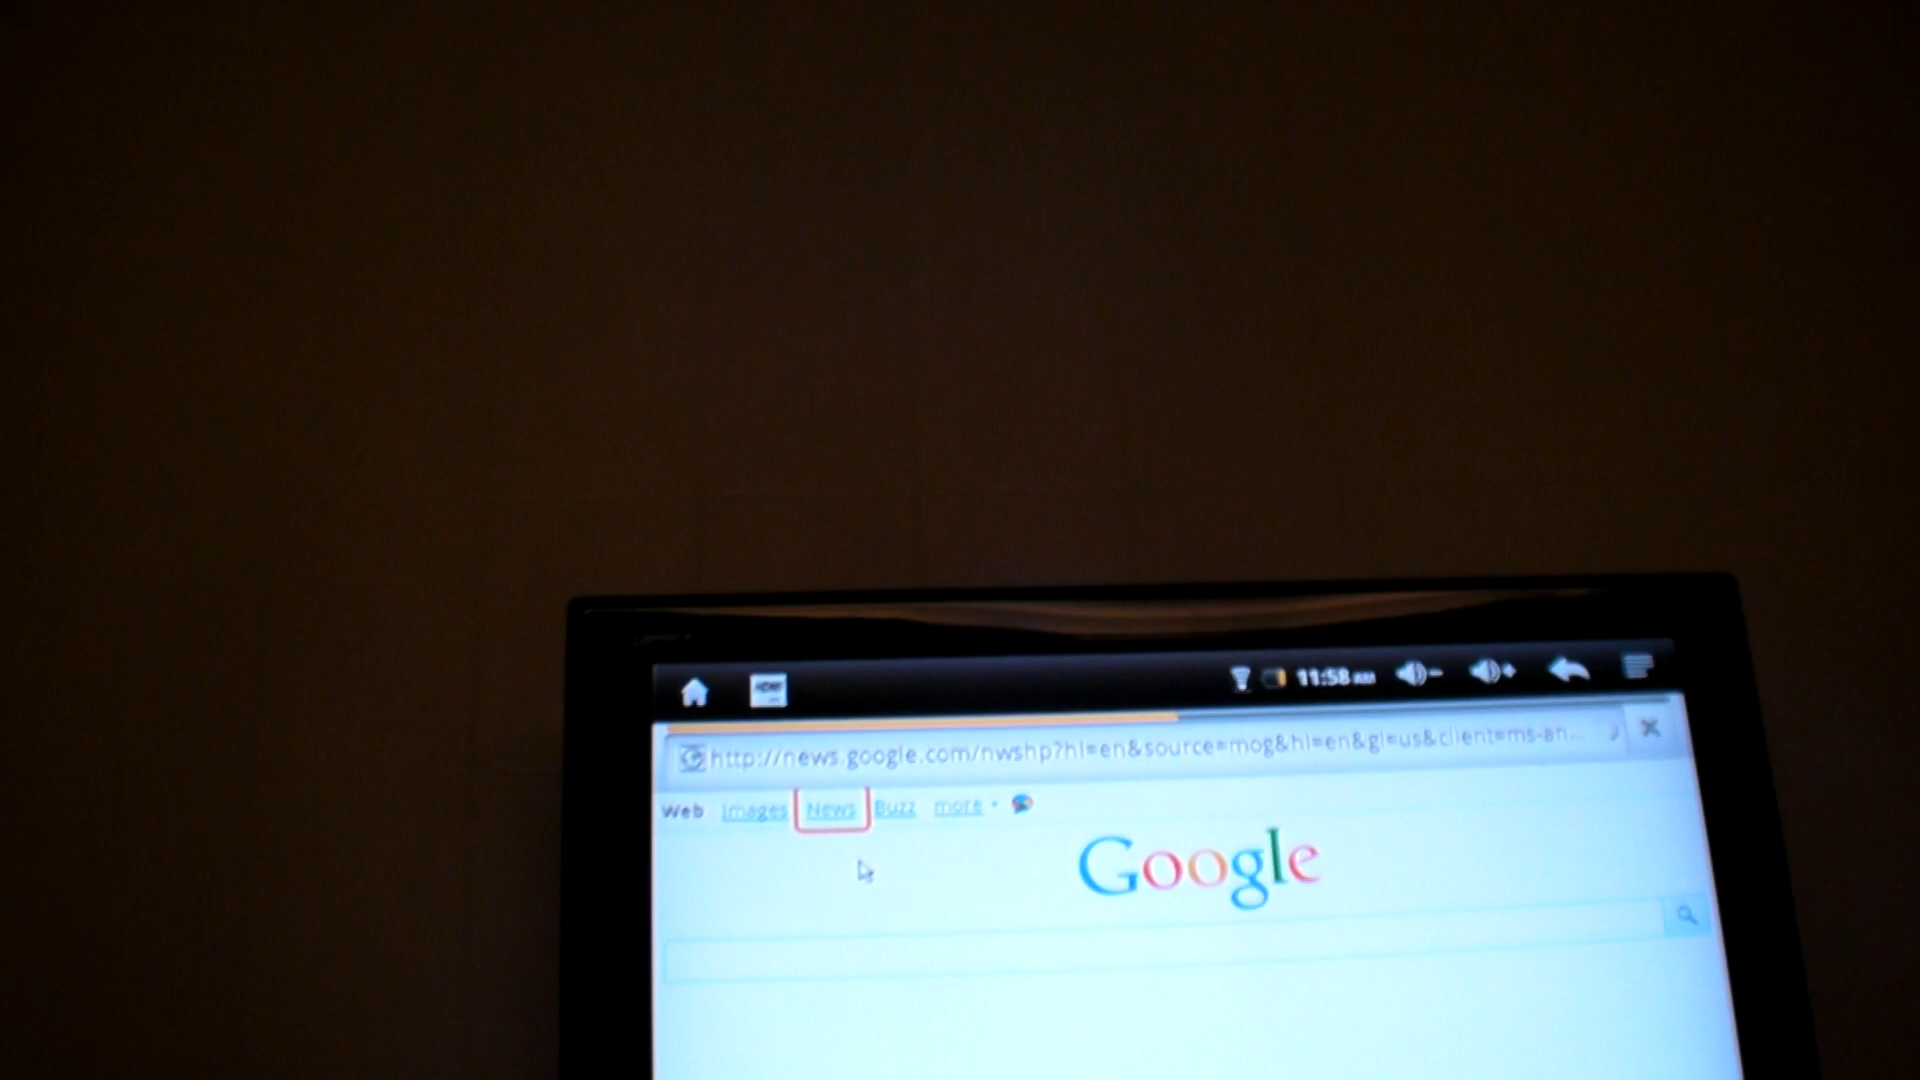 11:58 AM
http://news.google.com/nwshp?hl=en&source=mog&hl=en&gl=us&client=ms-an...
Web Images News Buzz more
Google